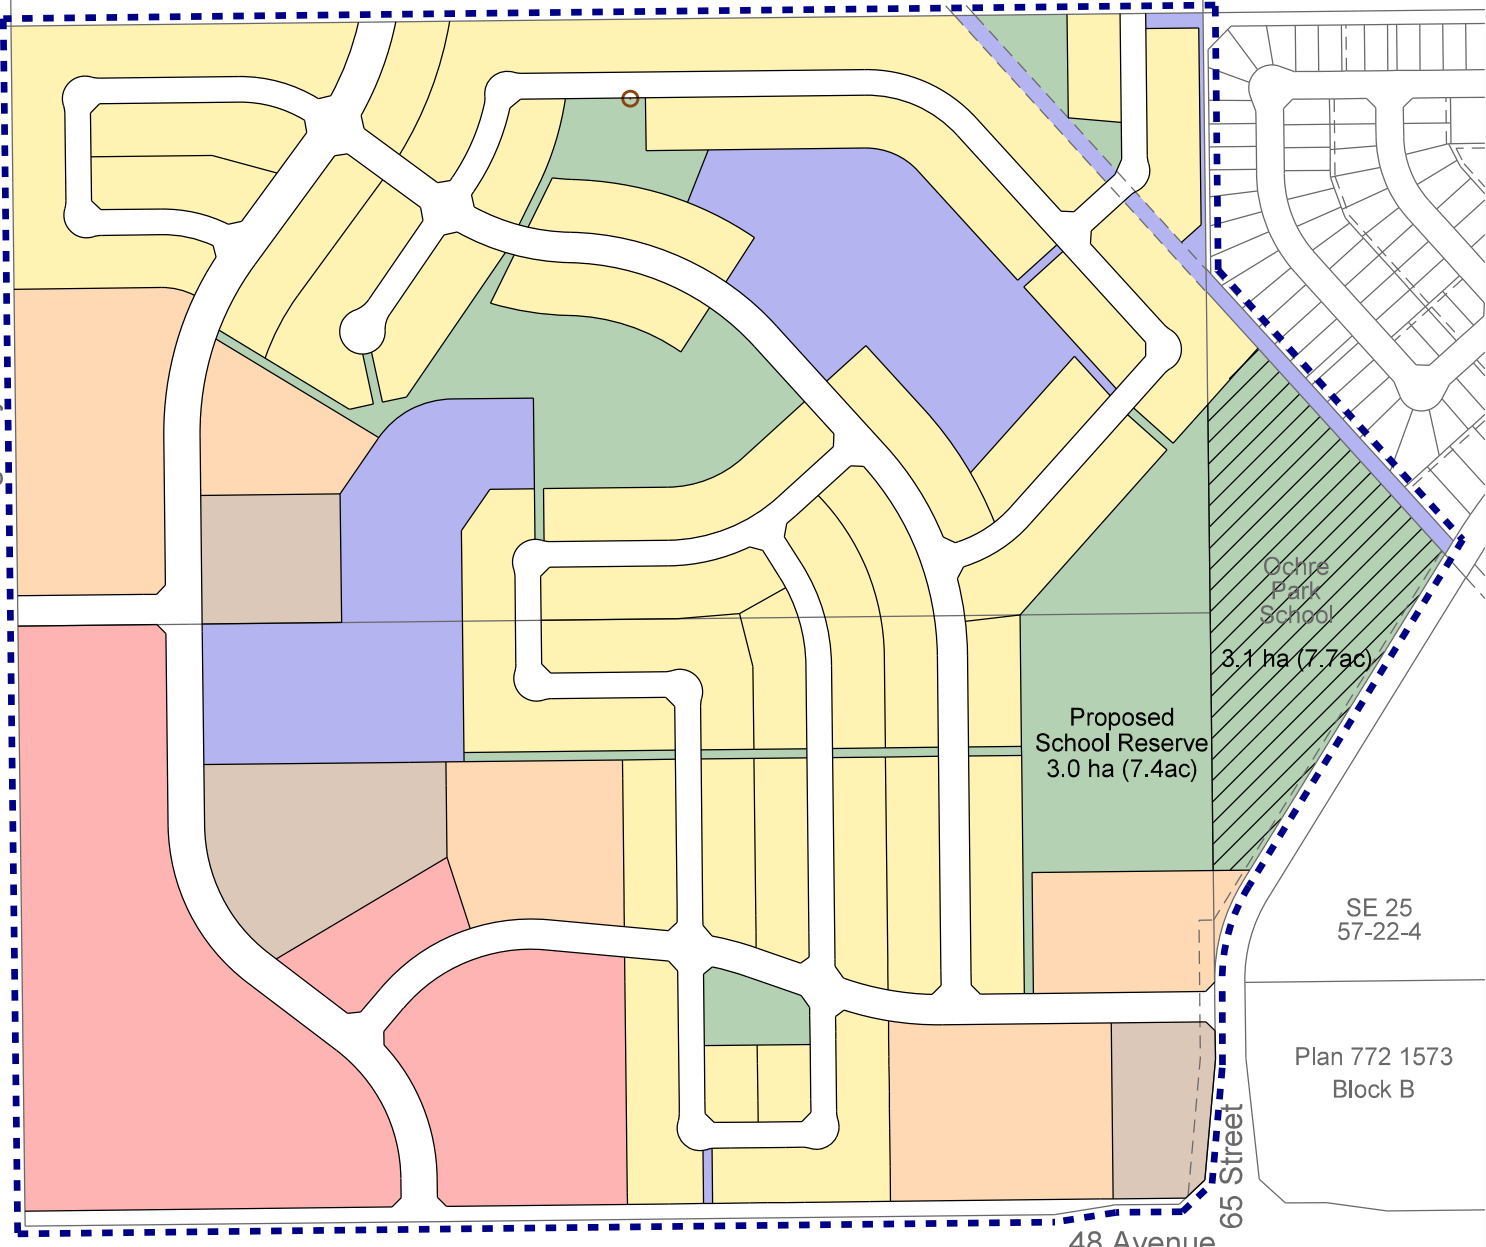 Ochre
Park
School
3.1 ha (7.7ac)
Proposed
School Reserve
3.0 ha (7.4ac)
SE 25
57-22-4
Plan 772 1573
Block B
65 Street
48 Avenue